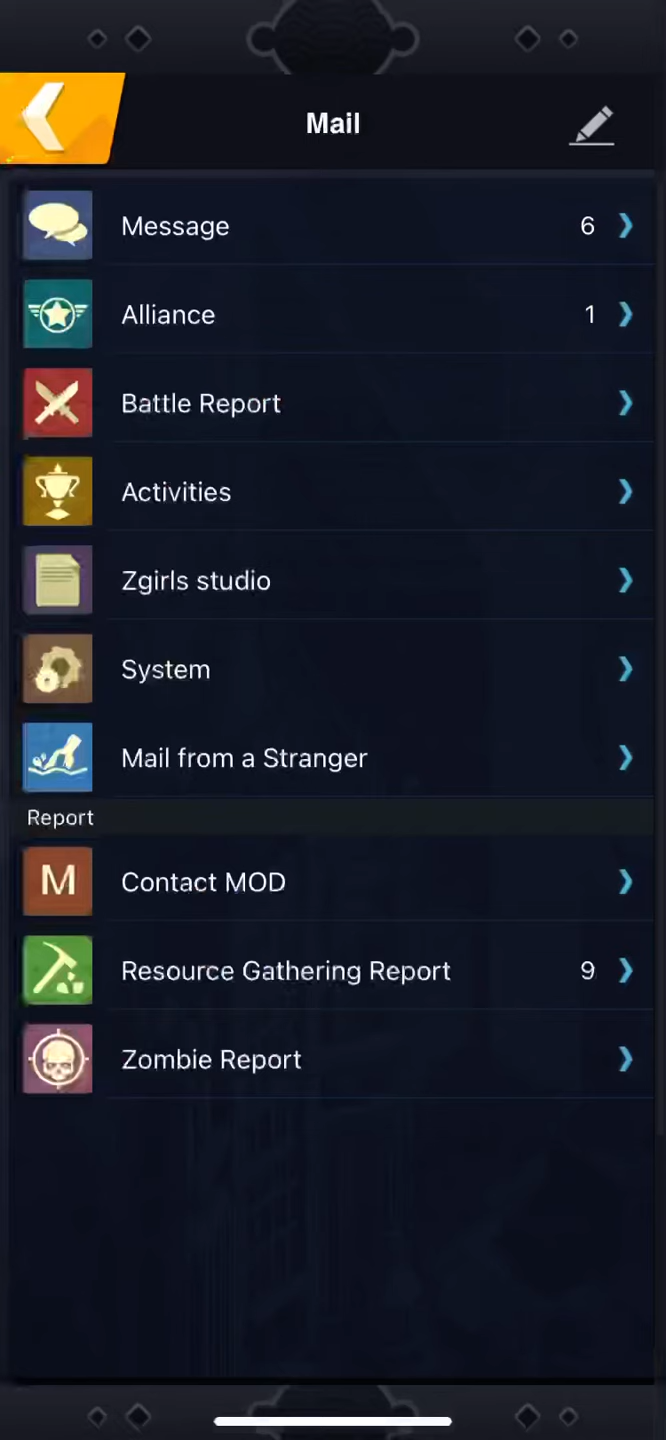 Mail
Message 6
Alliance 1
Battle Report
Activities
Zgirls studio
System
Mail from a Stranger
Report
M Contact MOD
Resource Gathering Report 9
Zombie Report